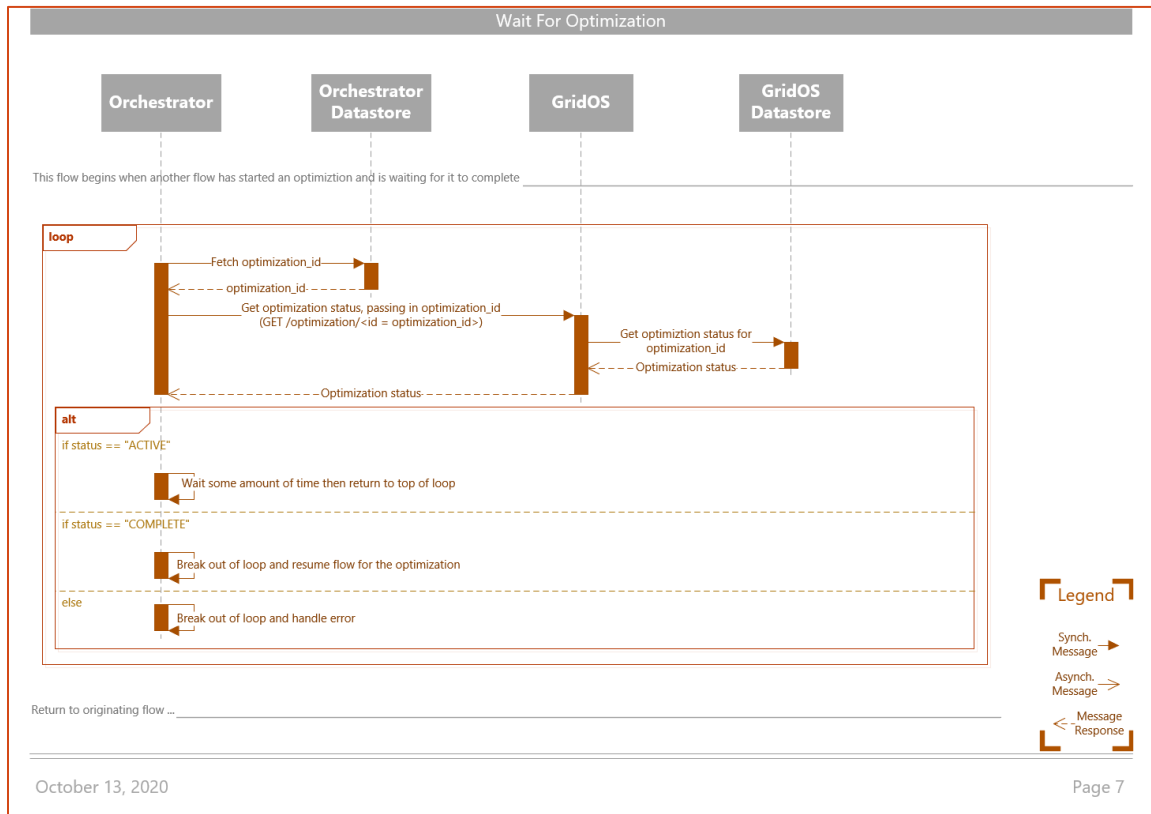 Wait For Optimization
Orchestrator
Orchestrator
Datastore
GridOS
GridOS
Datastore
This flow begins when another flow has started an optimiztion and is waiting for it to complete
loop
Fetch optimization_id
optimization_id
Get optimization status, passing in optimization_id
(GET /optimization/<id = optimization_id>)
Get optimiztion status for
optimization_id
Optimization status
Optimization status
alt
if status == "ACTIVE"
Wait some amount of time then return to top of loop
if status == "COMPLETE"
Break out of loop and resume flow for the optimization
else
Break out of loop and handle error
Legend
Synch.
Message
Asynch.
Message
Message
Response
Return to originating flow ...
October 13, 2020
Page 7